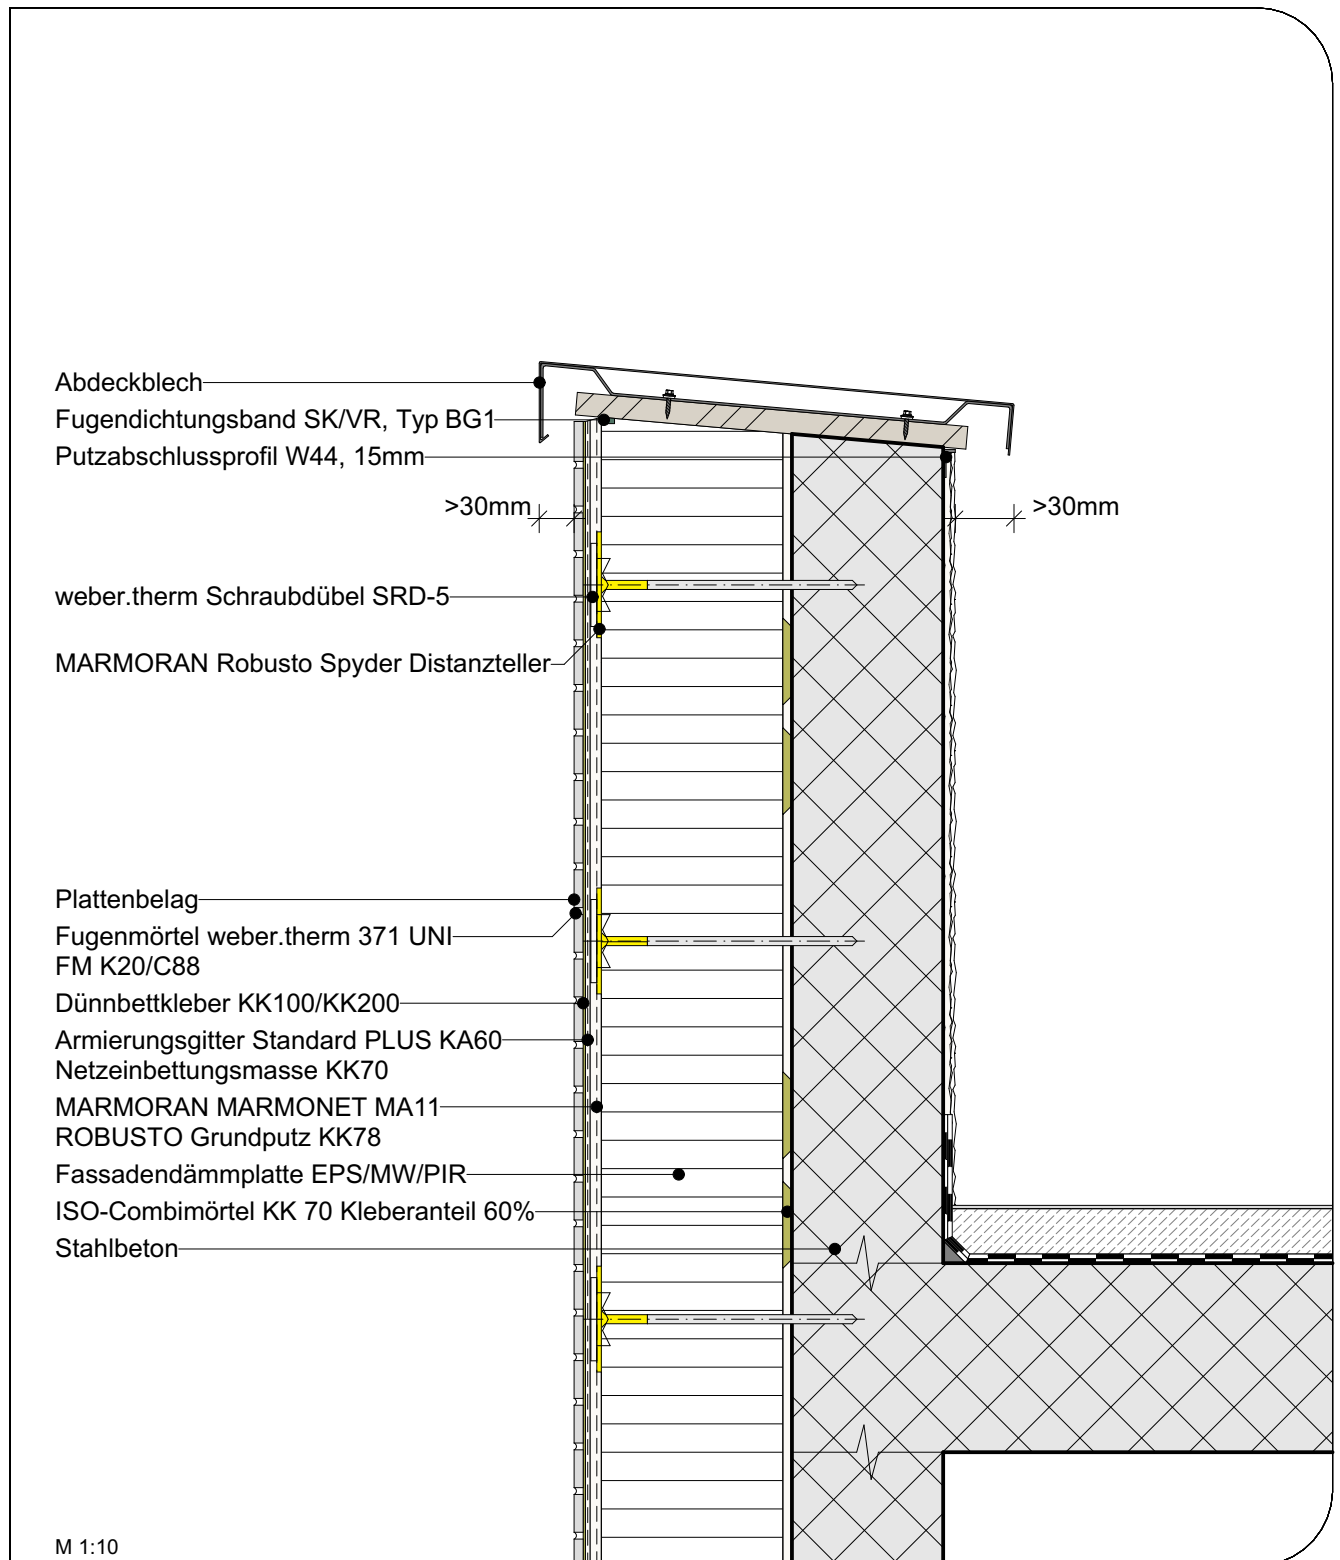 Abdeckblech
Fugendichtungsband SK/VR, Typ BG1
Putzabschlussprofil W44, 15mm
>30mm
>30mm
weber.therm Schraubdübel SRD-5
MARMORAN Robusto Spyder Distanzteller
Plattenbelag
Fugenmörtel weber.therm 371 UNI
FM K20/C88
Dünnbettkleber KK100/KK200
Armierungsgitter Standard PLUS KA60
Netzeinbettungsmasse KK70
MARMORAN MARMONET MA11
ROBUSTO Grundputz KK78
Fassadendämmplatte EPS/MW/PIR
ISO-Combimörtel KK 70 Kleberanteil 60%
Stahlbeton
M 1:10